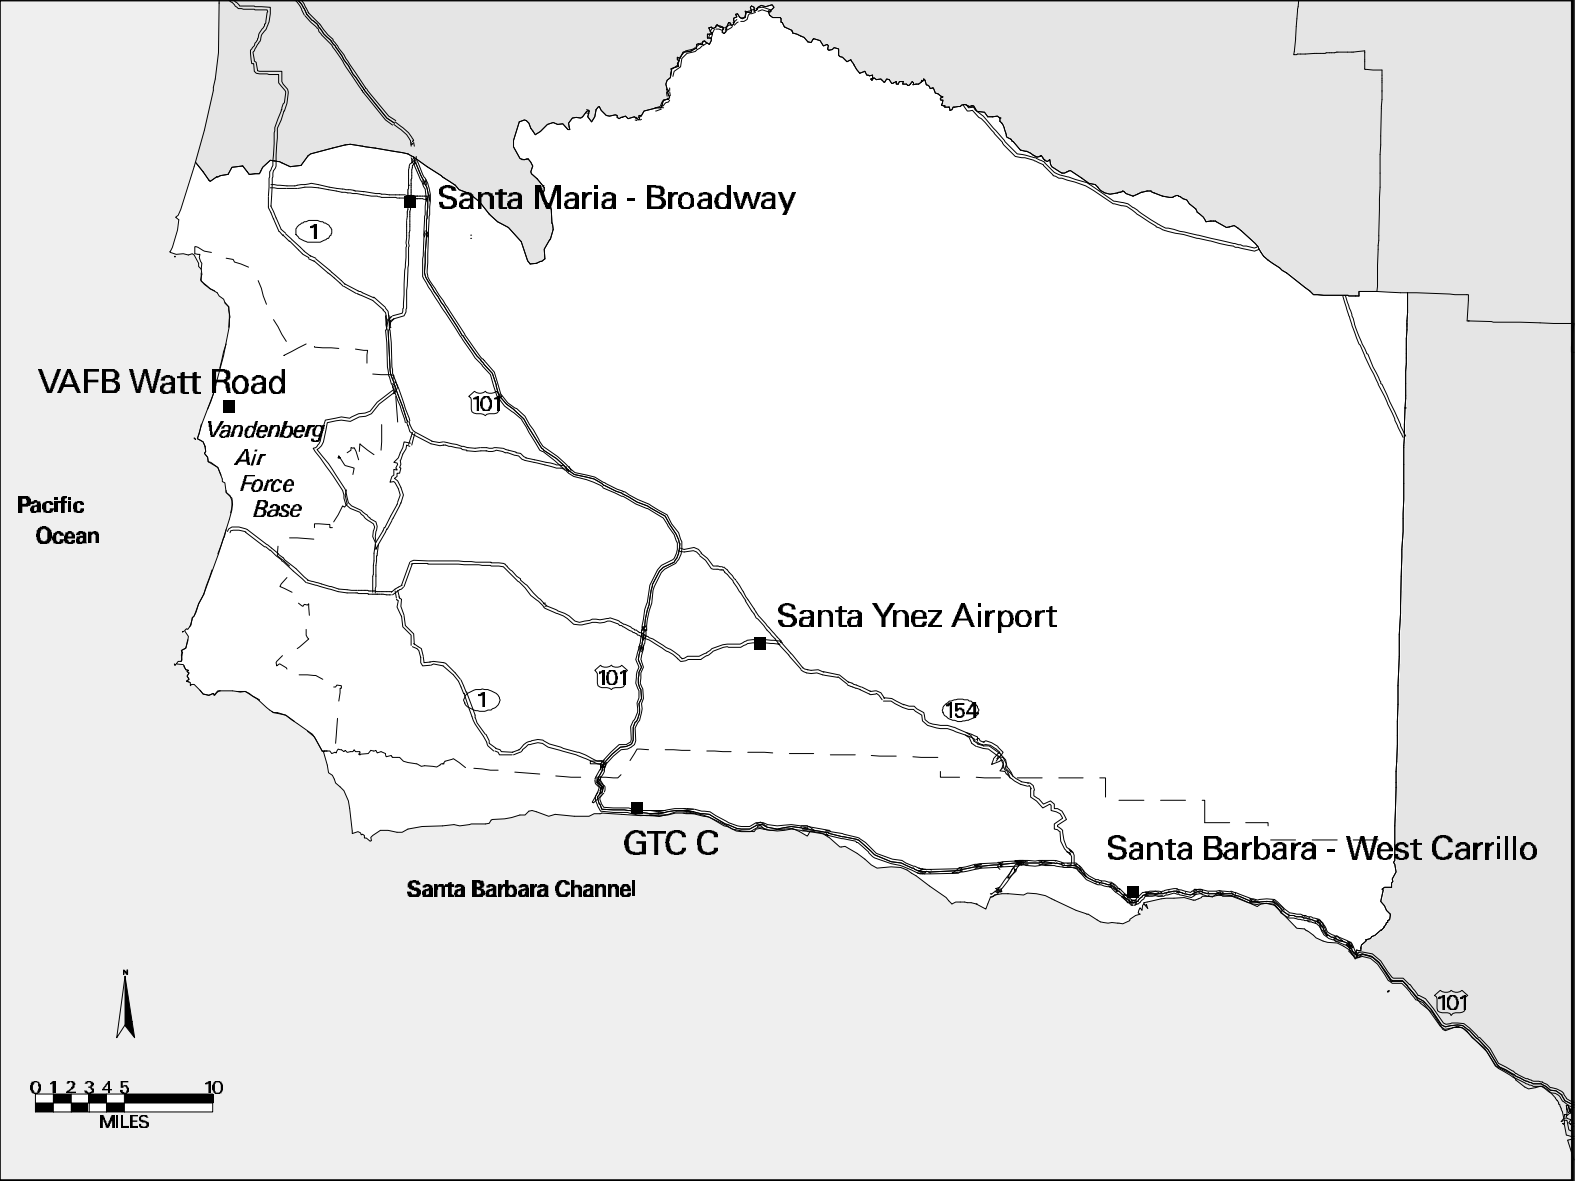 Santa Maria - Broadway
1
VAFB Watt Road
101
Vandenberg
Air
Force
Base
Pacific
Ocean
Santa Ynez Airport
101
1
154
GTC C
Santa Barbara - West Carrillo
Santa Barbara Channel
N
101
0 1 2 3 4 5 10
MILES